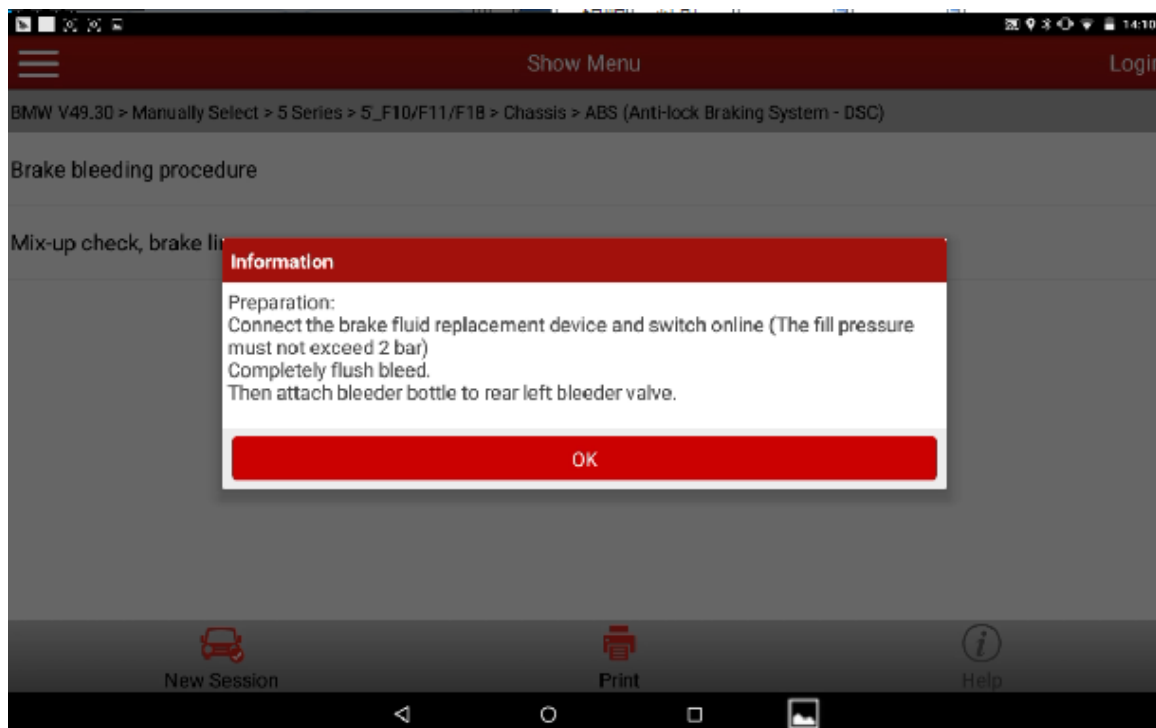 14:10
Show Menu
Login
BMW V49.30 > Manually Select > 5 Series > 5'_F10/F11/F18 > Chassis > ABS (Anti-lock Braking System - DSC)
Brake bleeding procedure
Mix-up check, brake
Information
Preparation:
Connect the brake fluid replacement device and switch online (The fill pressure
must not exceed 2 bar)
Completely flush bleed.
Then attach bleeder bottle to rear left bleeder valve.
OK
New Session
Print
Help